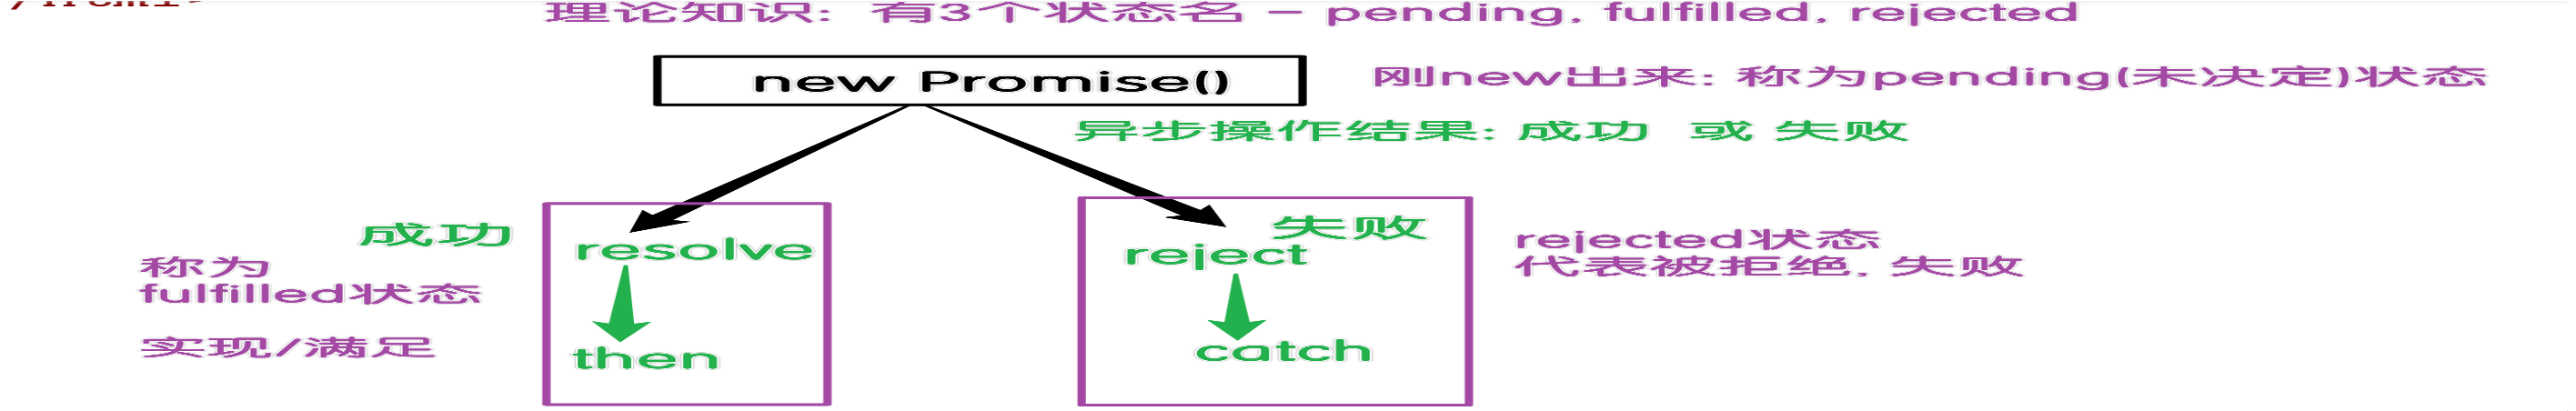 理论知识: 有3个状态名 - pending, fulfilled, rejected
new Promise()
刚new出来: 称为pending(未决定)状态
异步操作结果: 成功 或 失败
成功
resolve
称为
fulfilled状态
实现/满足
then
失败
reject
catch
rejected状态
代表被拒绝, 失败